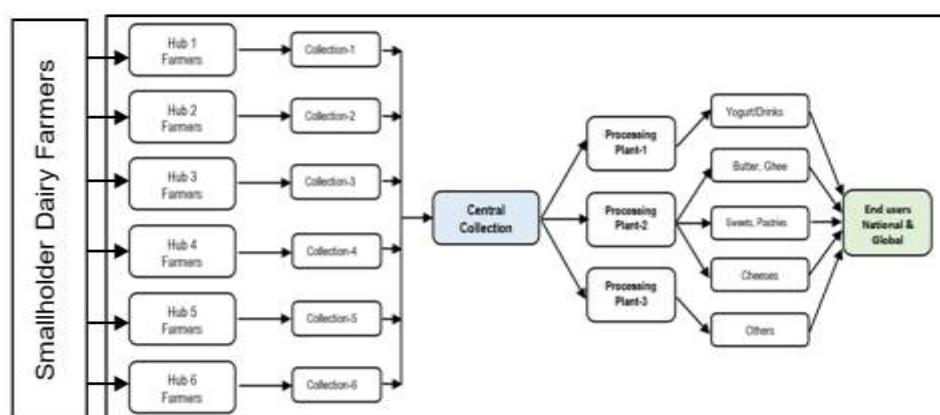 Smallholder Dairy Farmers
Hub 1
Farmers
Collection-1
Hub 2
Farmers
Collection-2
Hub 3
Farmers
Collection-3
Hub 4
Farmers
Collection-4
Hub 5
Farmers
Collection-5
Hub 6
Farmers
Collection-6
Central
Collection
Processing
Plant-1
Processing
Plant-2
Processing
Plant-3
Yogurt/Drinks
Butter, Ghee
Sweets, Pastries
Cheeses
Others
End users
National &
Global